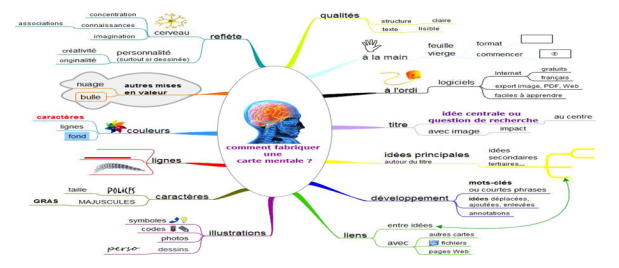 comment fabriquer
une
carte mentale ?
qualités
structure claire
texte lisible
à la main
feuille
vierge
format
commencer
à l'ordi
logiciels
Internet
gratuits
français
export image, PDF, Web
faciles à apprendre
titre
idée centrale ou
question de recherche
au centre
avec image
impact
idées principales
autour du titre
idées
secondaires
tertiaires...
développement
mots-clés
ou courtes phrases
idées déplacées,
ajoutées, enlevées
annotations
liens
entre idées
avec
autres cartes
fichiers
pages Web
reflète
cerveau
concentration
connaissances
associations
imagination
personnalité
(surtout si dessinée)
créativité
originalité
autres mises
en valeur
nuage
bulle
couleurs
caractères
lignes
fond
lignes
caractères
taille
POLICES
GRAS
MAJUSCULES
illustrations
symboles
codes
photos
perso
dessins